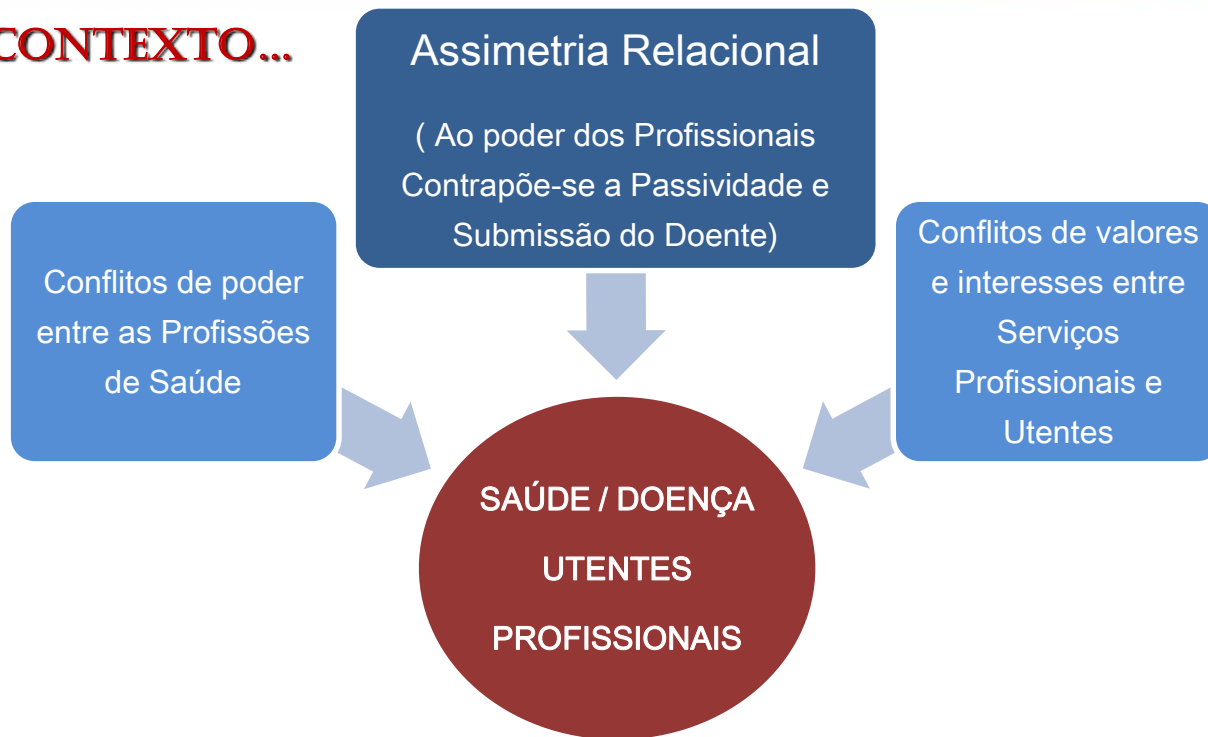 CONTEXTO...
Assimetria Relacional
( Ao poder dos Profissionais
Contrapõe-se a Passividade e
Submissão do Doente)
Conflitos de poder
entre as Profissões
de Saúde
Conflitos de valores
e interesses entre
Serviços
Profissionais e
Utentes
SAÚDE / DOENÇA
UTENTES
PROFISSIONAIS